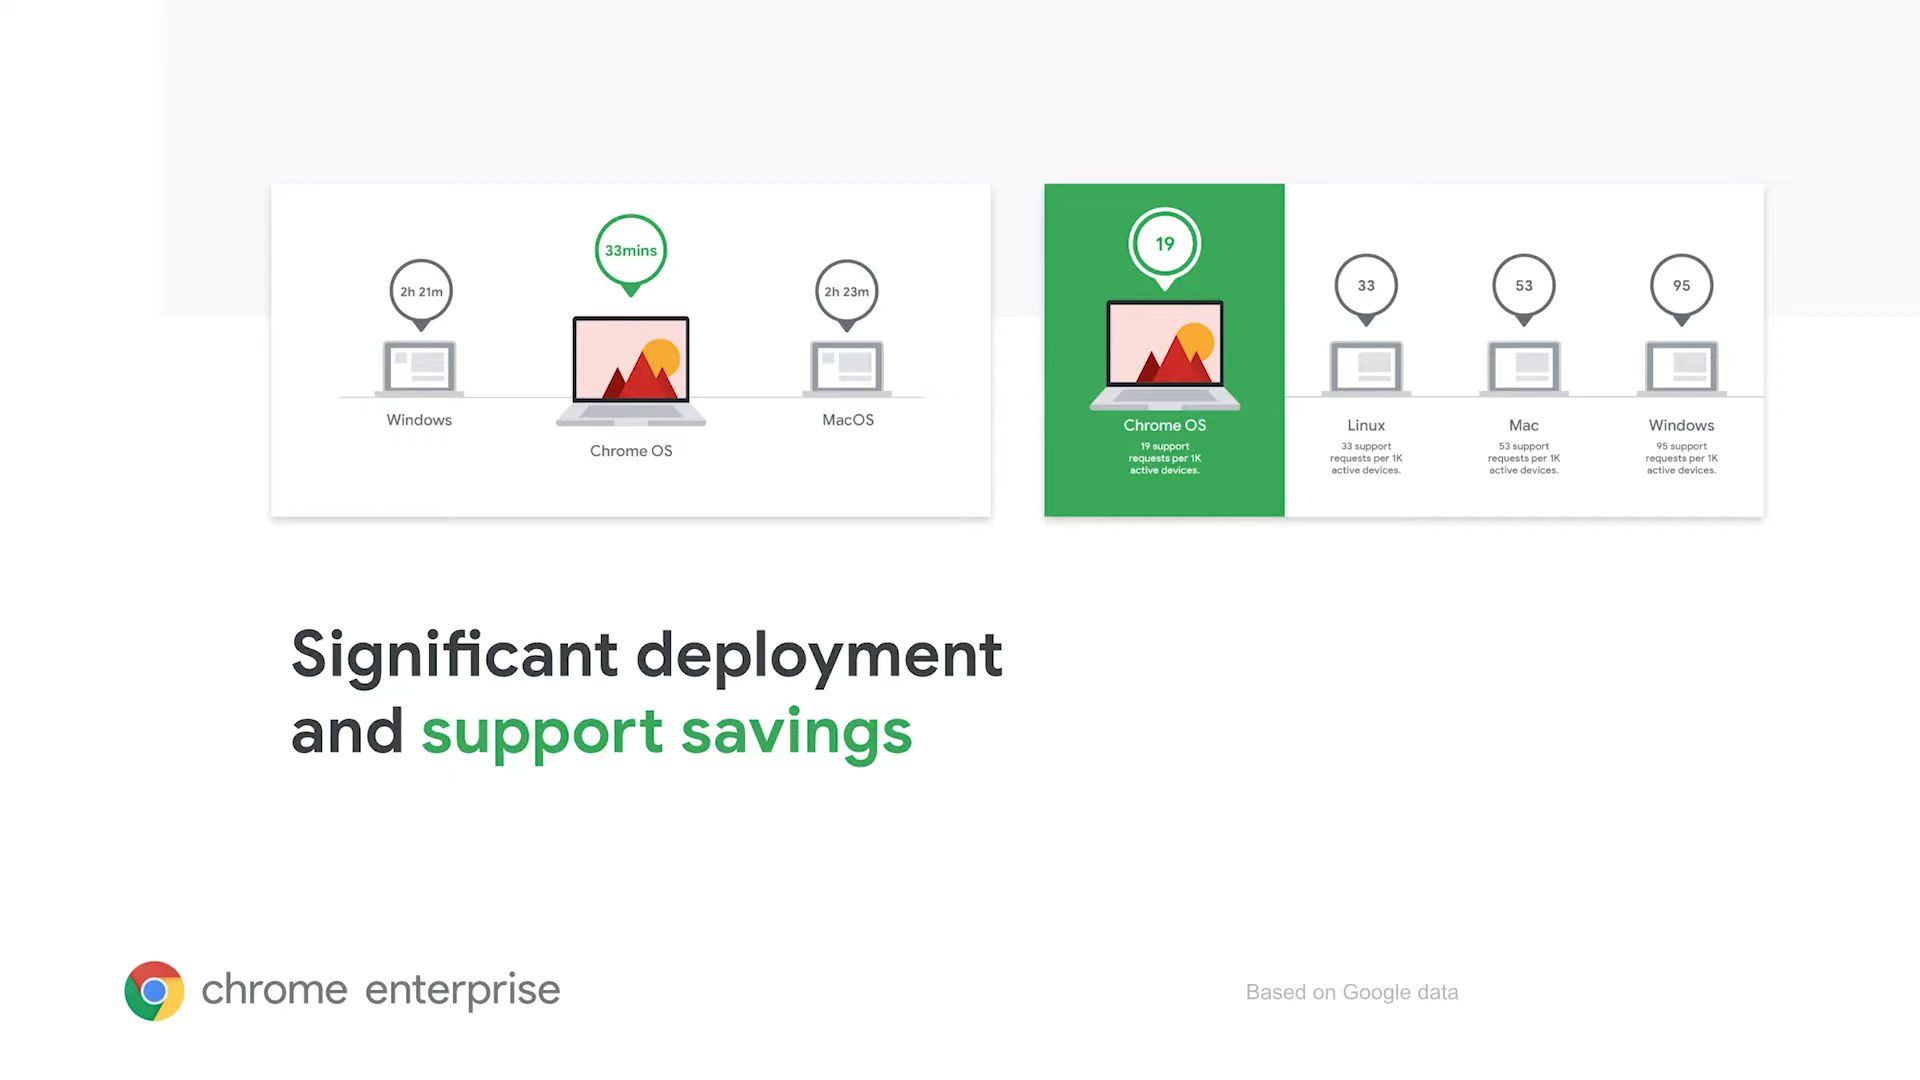 33mins
2h 21m
2h 23m
Windows
MacOS
Chrome OS
19
33
53
95
Chrome OS
19 support
requests per 1K
active devices.
Linux
33 support
requests per 1K
active devices.
Mac
53 support
requests per 1K
active devices.
Windows
95 support
requests per 1K
active devices.
Significant deployment
and support savings
chrome enterprise
Based on Google data